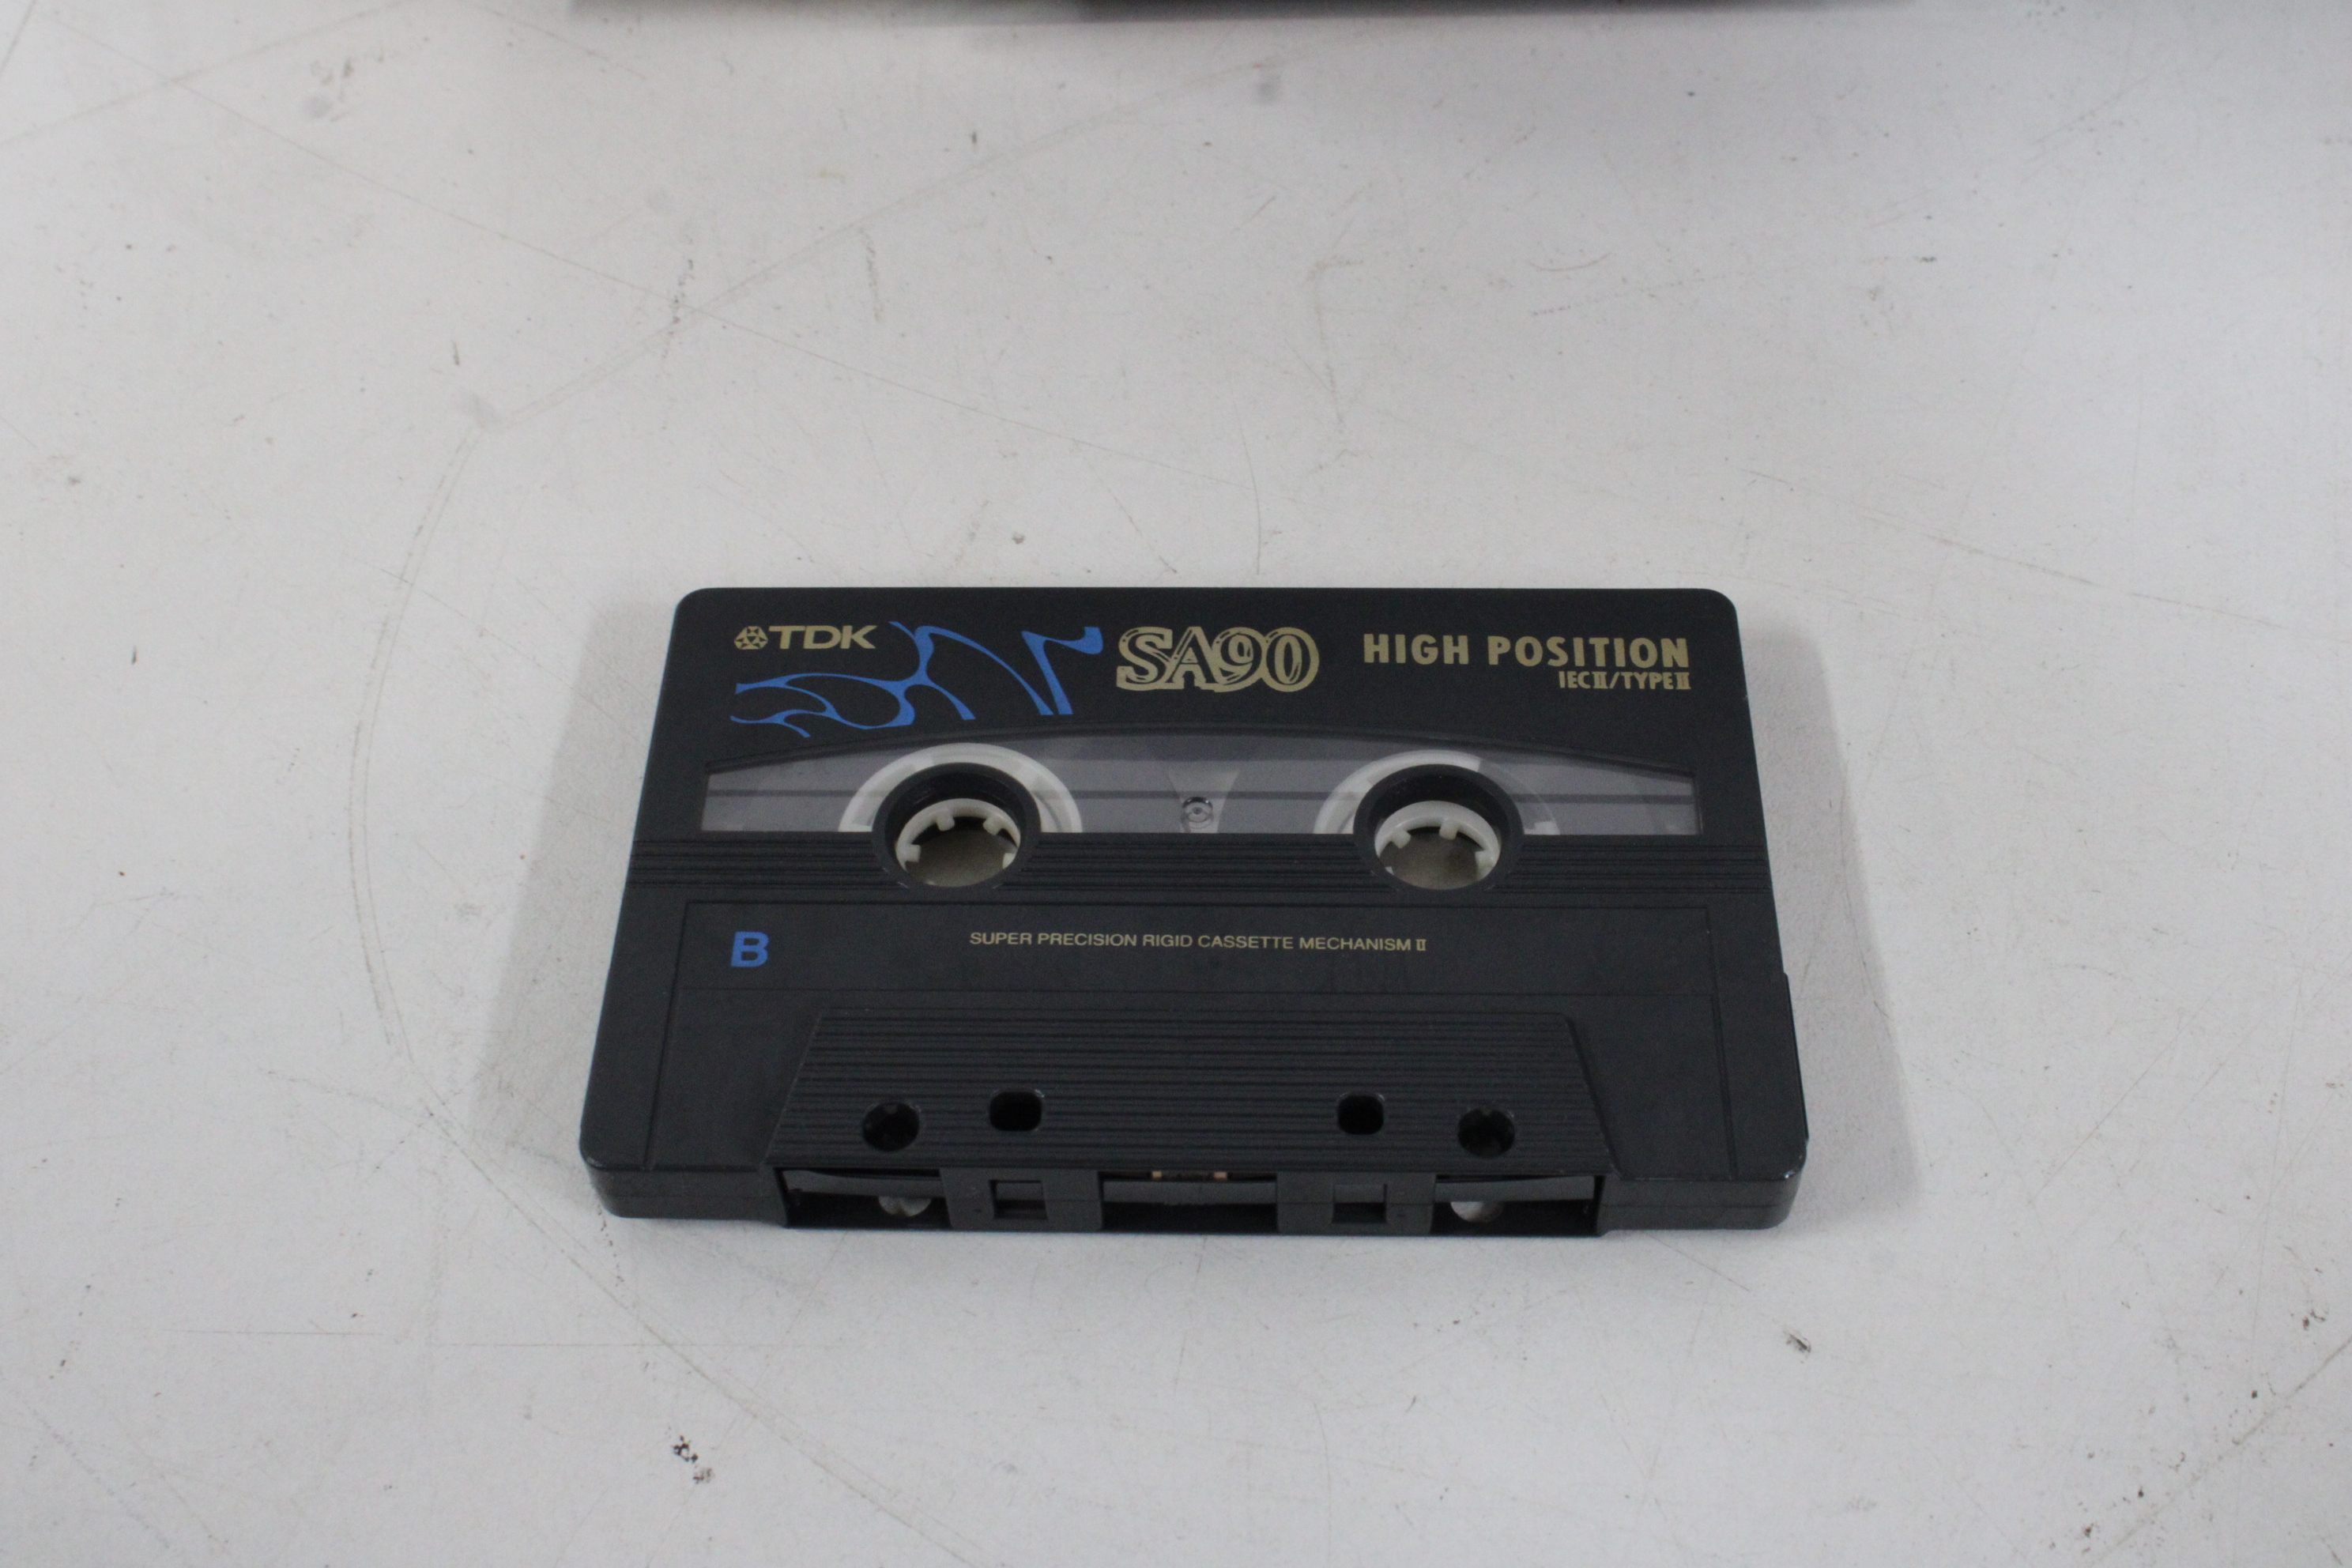 TDK SA90 HIGH POSITION
IECⅡ/TYPEⅡ
B SUPER PRECISION RIGID CASSETTE MECHANISM Ⅱ